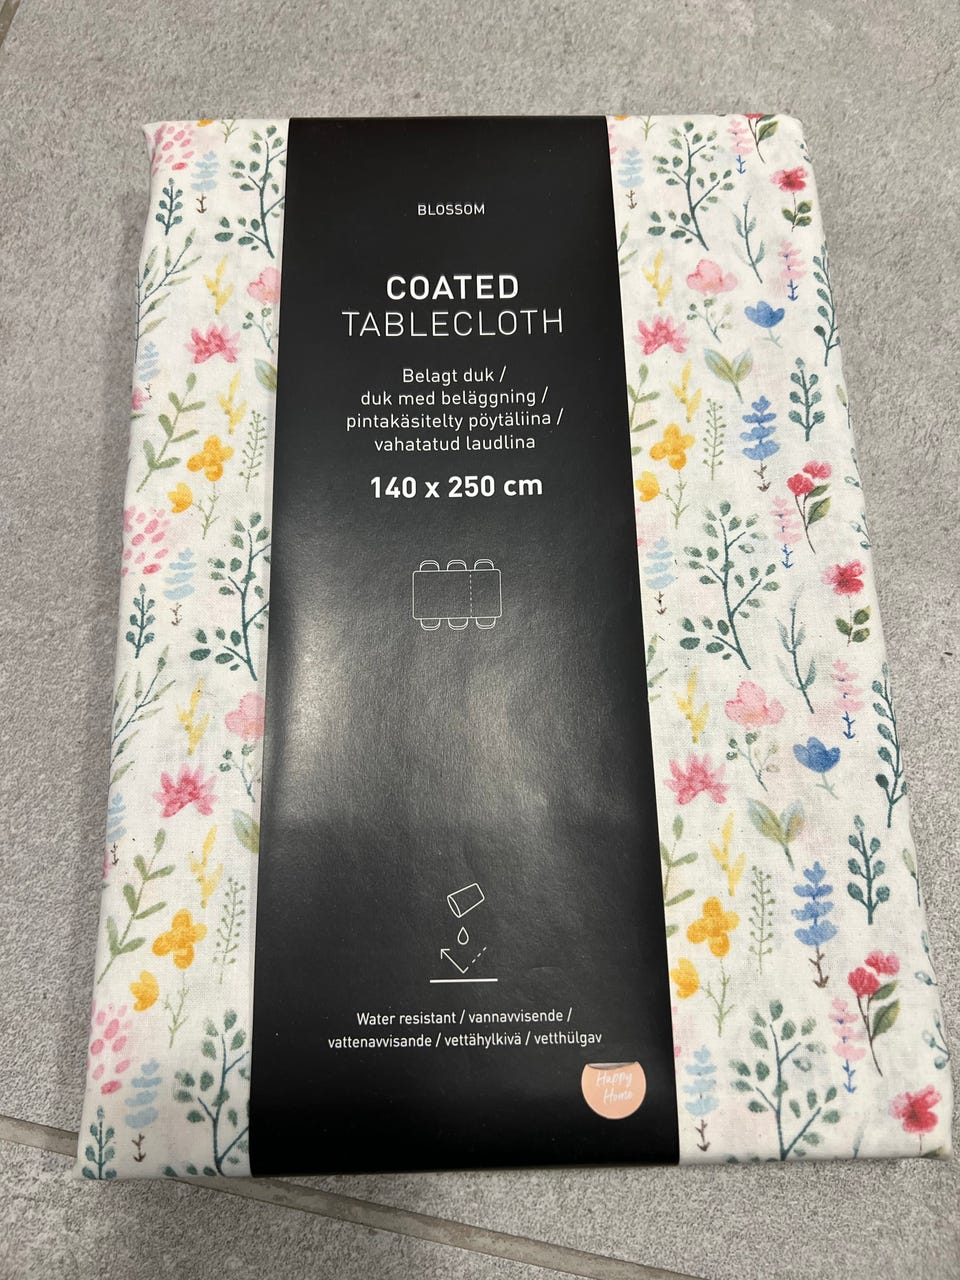 BLOSSOM
COATED
TABLECLOTH
Belagt duk /
duk med beläggning /
pintakäsitelty pöytäliina /
vahatatud laudlina
140 x 250 cm
Water resistant / vannavvisende /
vattenavvisande / vettähylkivä / vetthülgav
Happy
Home